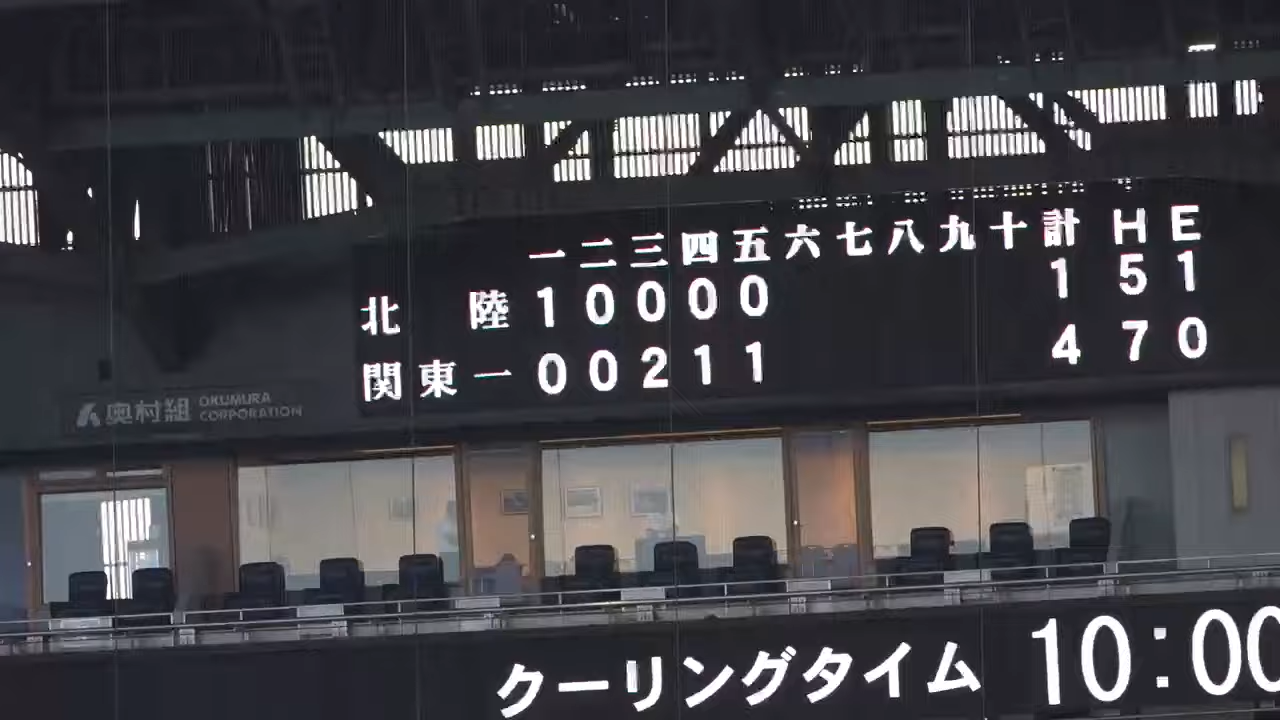 一二三四五六七八九十計 H E
北陸 1 0 0 0 0 1 5 1
関東一 0 0 2 1 1 4 7 0
奥村組 OKUMURA
CORPORATION
クーリングタイム 10:00